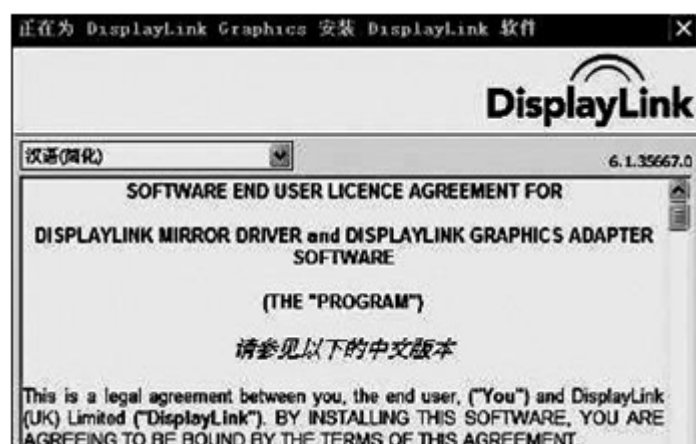 正在为 DisplayLink Graphics 安装 DisplayLink 软件
DisplayLink
汉语(简化)
6.1.35667.0
SOFTWARE END USER LICENCE AGREEMENT FOR
DISPLAYLINK MIRROR DRIVER and DISPLAYLINK GRAPHICS ADAPTER
SOFTWARE
(THE "PROGRAM")
请参见以下的中文版本
This is a legal agreement between you, the end user, ("You") and DisplayLink
(UK) Limited ("DisplayLink"). BY INSTALLING THIS SOFTWARE, YOU ARE
AGREEING TO BE BOUND BY THE TERMS OF THIS AGREEMENT